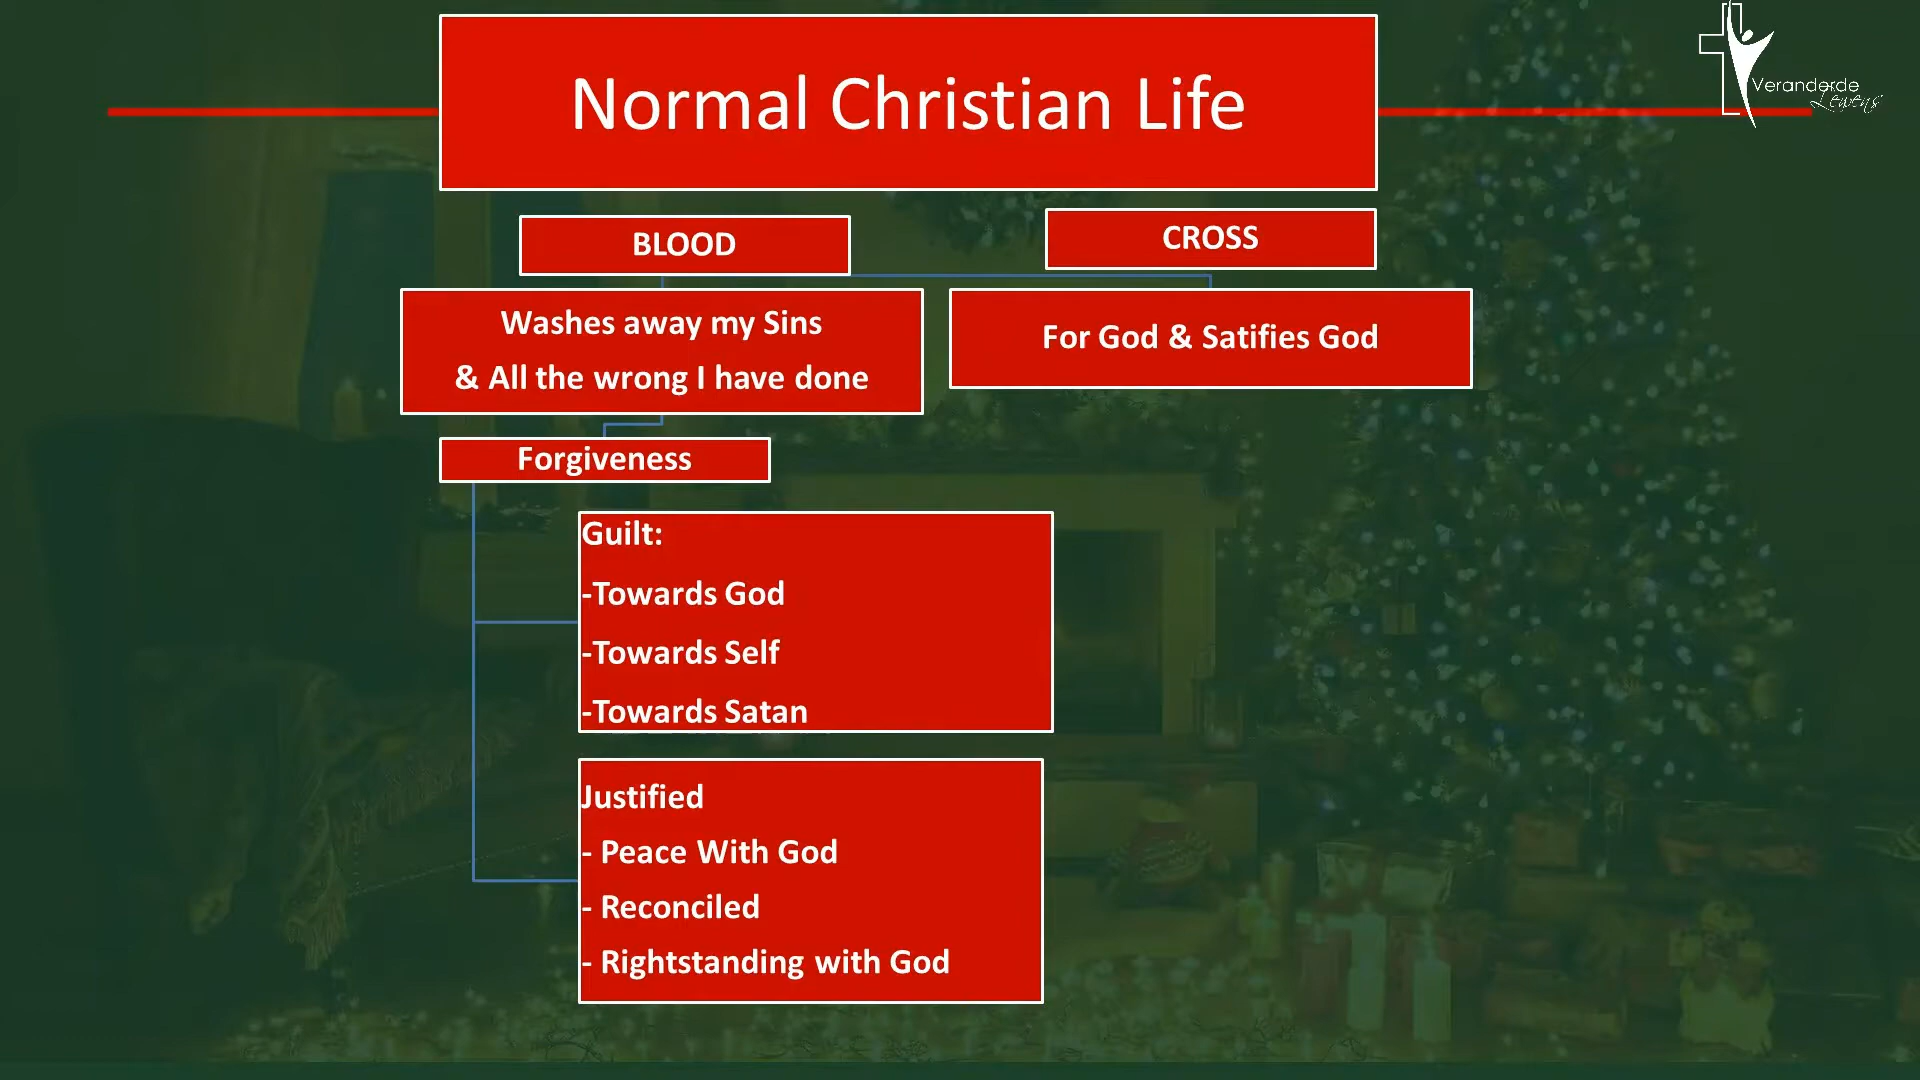 Normal Christian Life
Veranderde
Lewens
BLOOD
CROSS
Washes away my Sins
& All the wrong I have done
For God & Satifies God
Forgiveness
Guilt:
-Towards God
-Towards Self
-Towards Satan
Justified
- Peace With God
- Reconciled
- Rightstanding with God